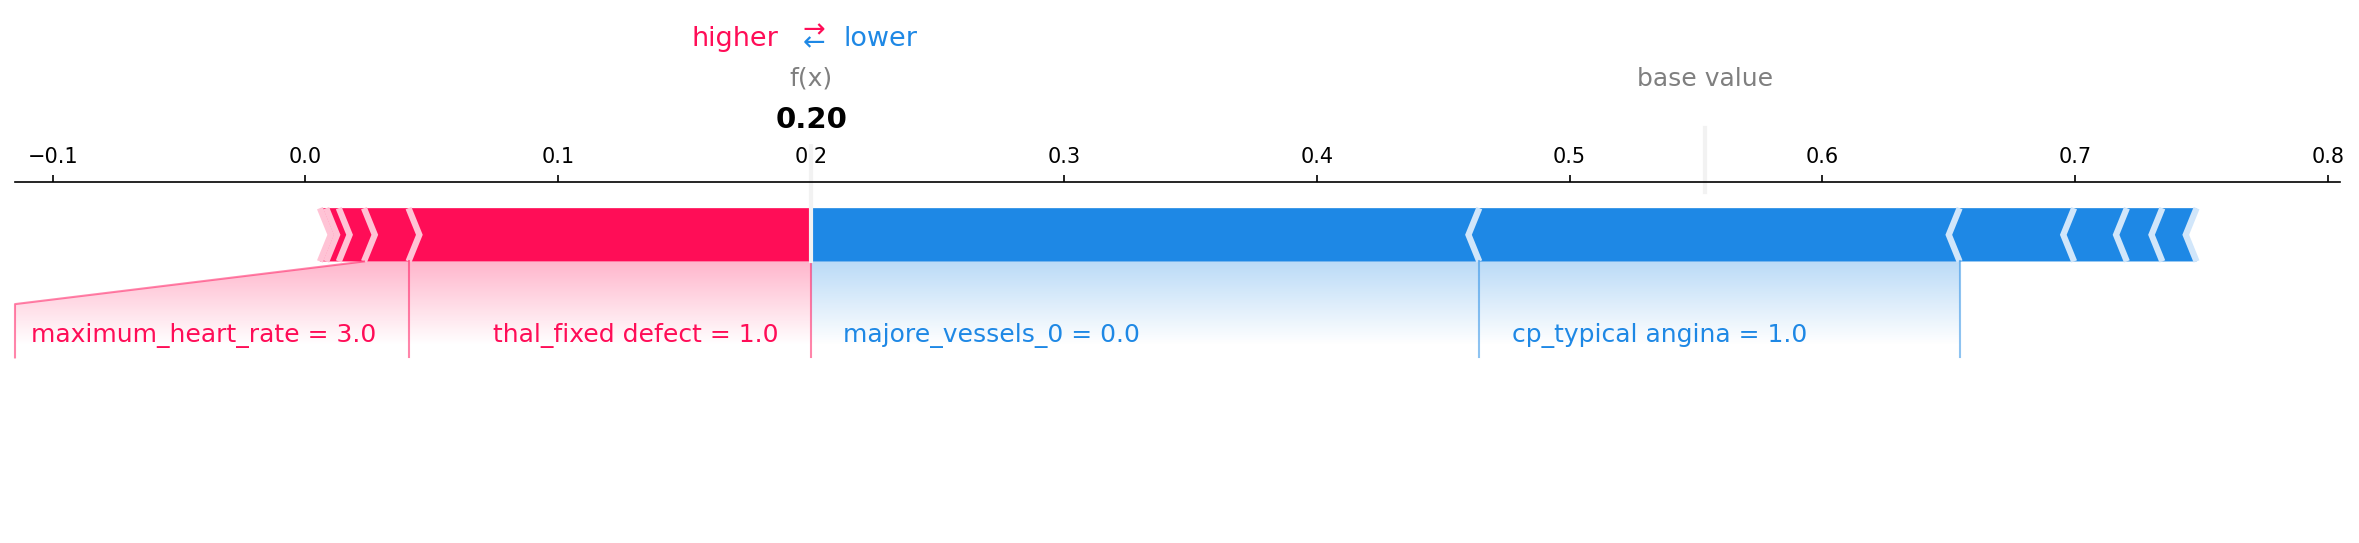 higher ⇄ lower
f(x) base value
0.20
−0.1 0.0 0.1 0.2 0.3 0.4 0.5 0.6 0.7 0.8
maximum_heart_rate = 3.0 thal_fixed defect = 1.0 majore_vessels_0 = 0.0 cp_typical angina = 1.0